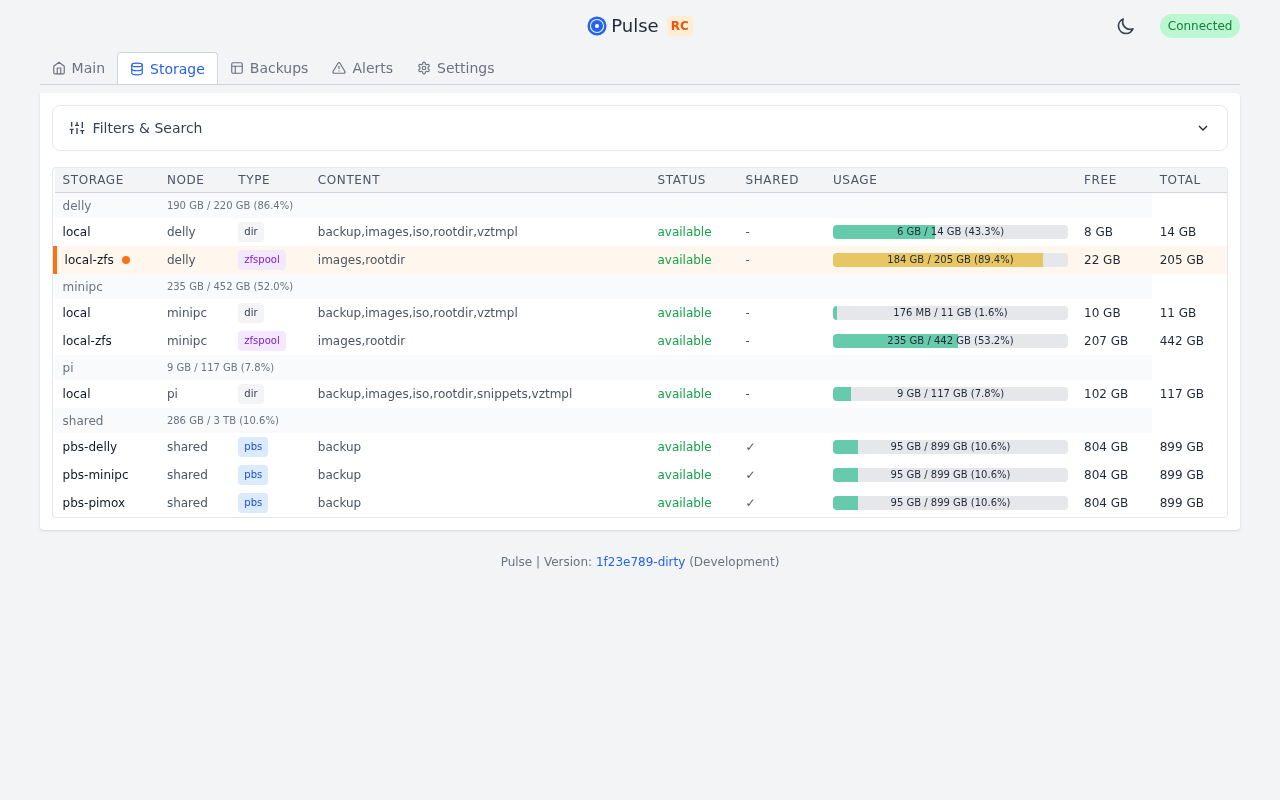 Pulse RC
Connected
Main Storage Backups Alerts Settings
Filters & Search
STORAGE NODE TYPE CONTENT STATUS SHARED USAGE FREE TOTAL
delly 190 GB / 220 GB (86.4%)
local delly dir backup,images,iso,rootdir,vztmpl available - 6 GB / 14 GB (43.3%) 8 GB 14 GB
local-zfs delly zfspool images,rootdir available - 184 GB / 205 GB (89.4%) 22 GB 205 GB
minipc 235 GB / 452 GB (52.0%)
local minipc dir backup,images,iso,rootdir,vztmpl available - 176 MB / 11 GB (1.6%) 10 GB 11 GB
local-zfs minipc zfspool images,rootdir available - 235 GB / 442 GB (53.2%) 207 GB 442 GB
pi 9 GB / 117 GB (7.8%)
local pi dir backup,images,iso,rootdir,snippets,vztmpl available - 9 GB / 117 GB (7.8%) 102 GB 117 GB
shared 286 GB / 3 TB (10.6%)
pbs-delly shared pbs backup available ✓ 95 GB / 899 GB (10.6%) 804 GB 899 GB
pbs-minipc shared pbs backup available ✓ 95 GB / 899 GB (10.6%) 804 GB 899 GB
pbs-pimox shared pbs backup available ✓ 95 GB / 899 GB (10.6%) 804 GB 899 GB
Pulse | Version: 1f23e789-dirty (Development)